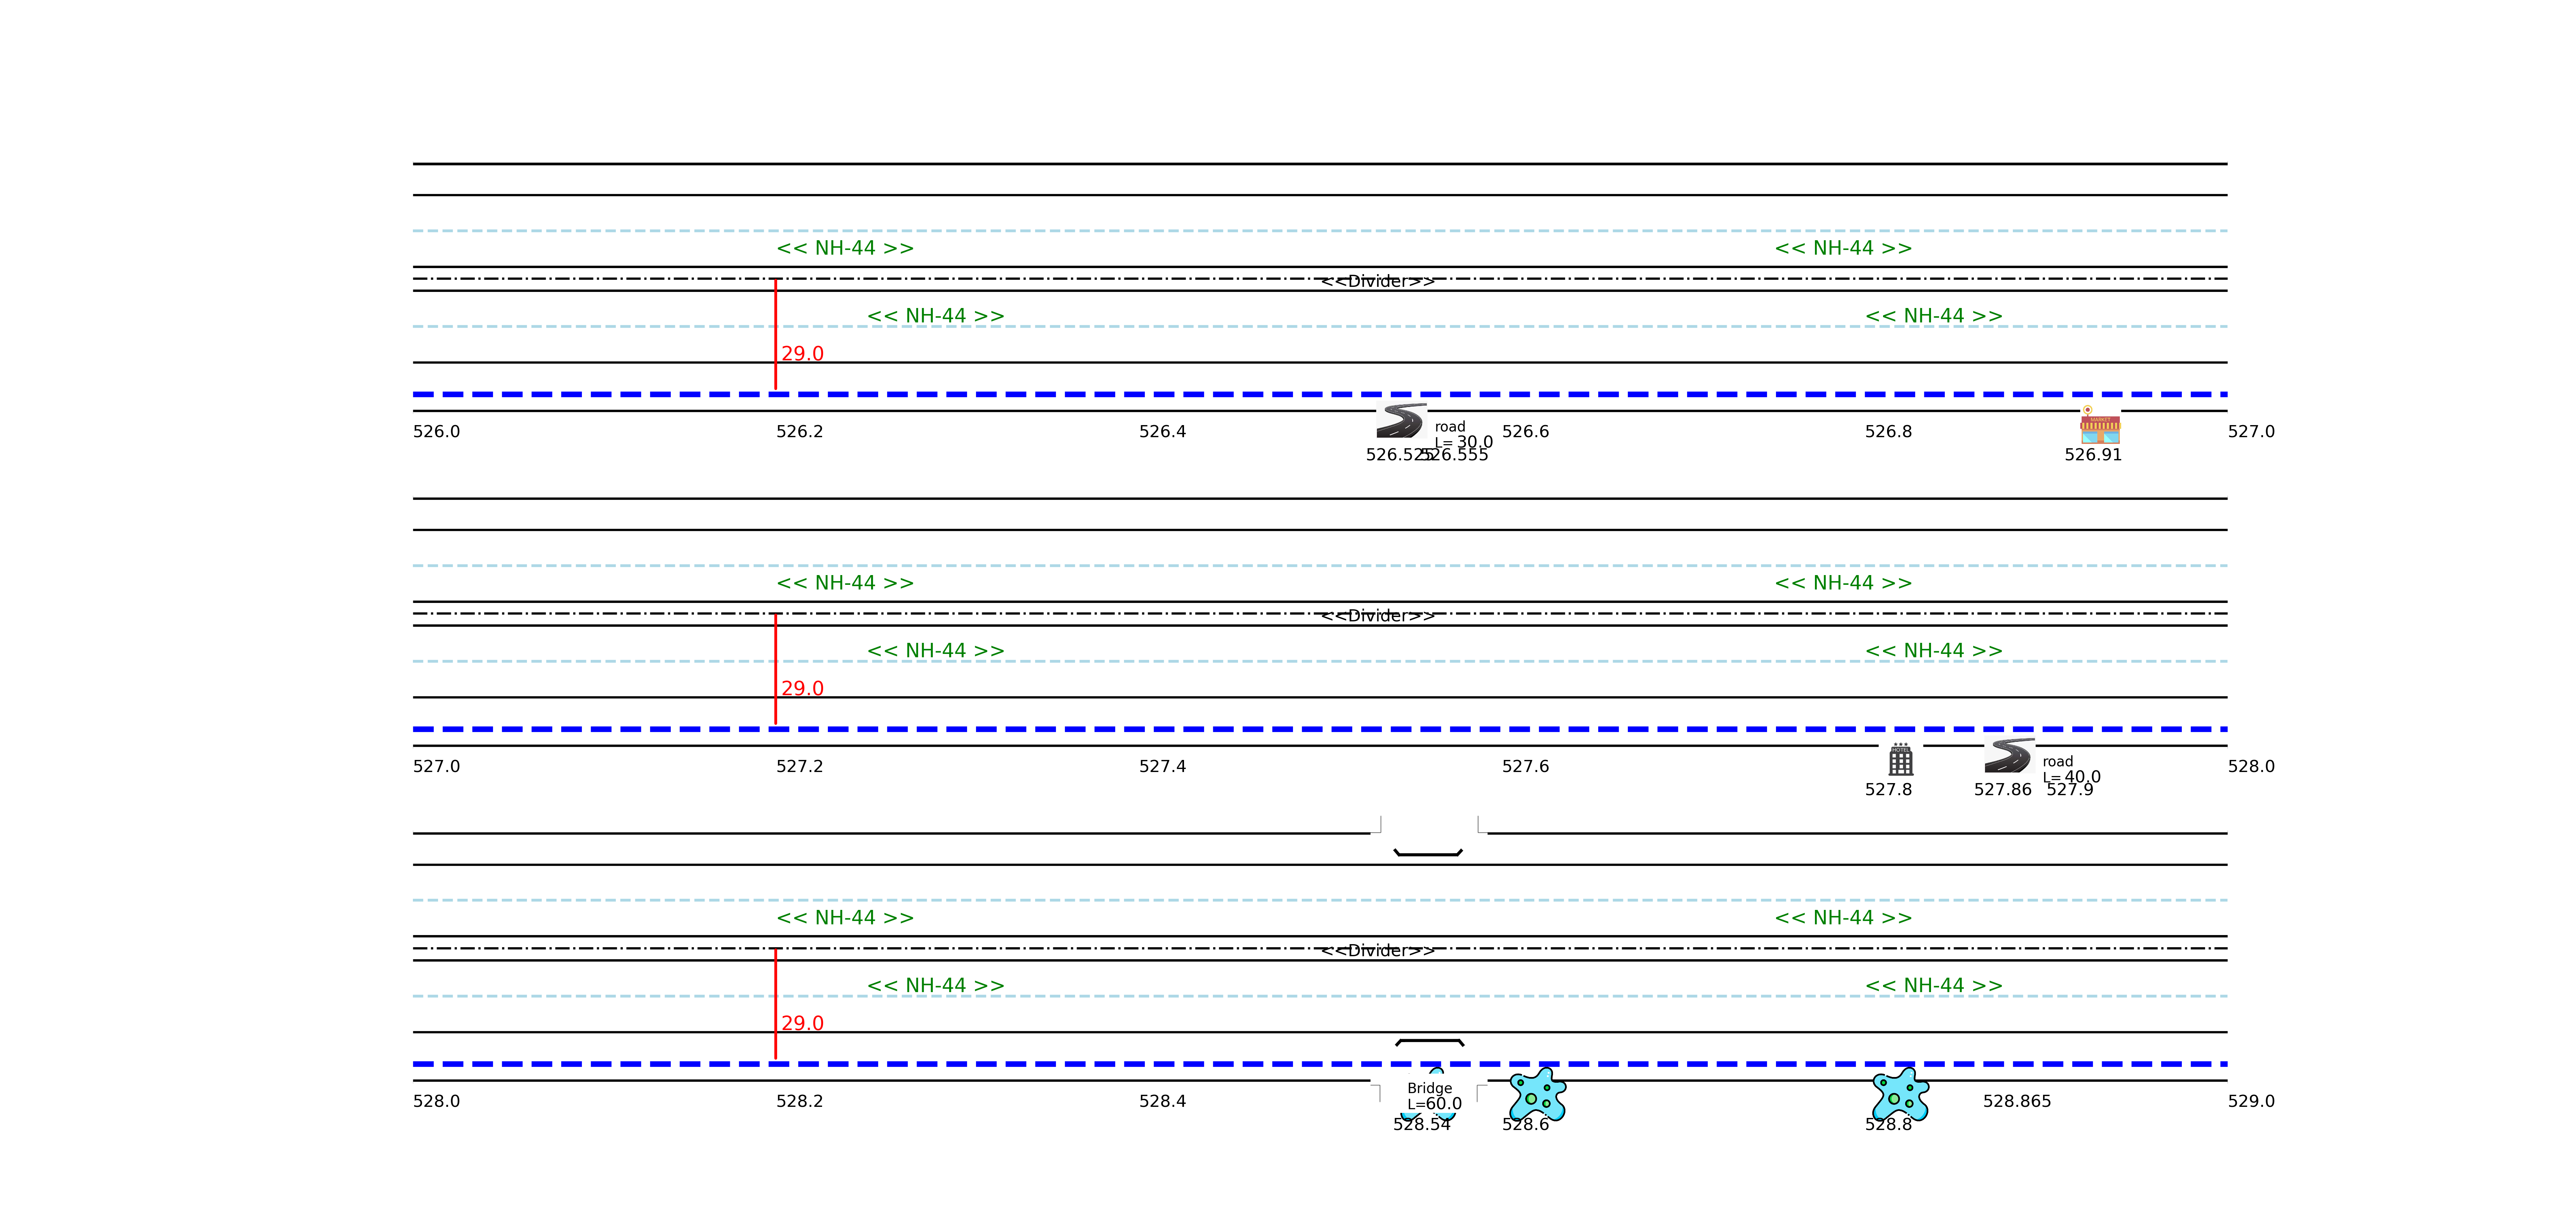 << NH-44 >> << NH-44 >>
<<Divider>>
<< NH-44 >> << NH-44 >>
29.0
road
526.0 526.2 526.4 526.6 526.8 527.0
L= 30.0
526.525 526.555 526.91
MARKET
<< NH-44 >> << NH-44 >>
<<Divider>>
<< NH-44 >> << NH-44 >>
29.0
HOTEL
road
527.0 527.2 527.4 527.6 528.0
L= 40.0
527.8 527.86 527.9
<< NH-44 >> << NH-44 >>
<<Divider>>
<< NH-44 >> << NH-44 >>
29.0
Bridge
L=60.0
528.0 528.2 528.4 528.865 529.0
528.54 528.6 528.8